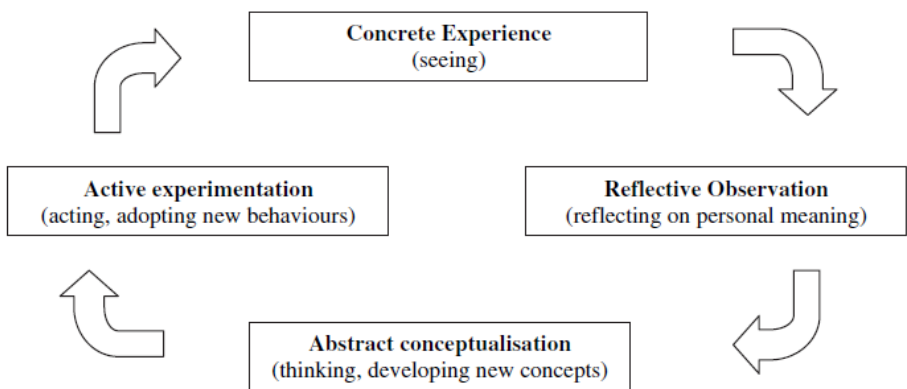 Concrete Experience
(seeing)
Active experimentation
(acting, adopting new behaviours)
Reflective Observation
(reflecting on personal meaning)
Abstract conceptualisation
(thinking, developing new concepts)